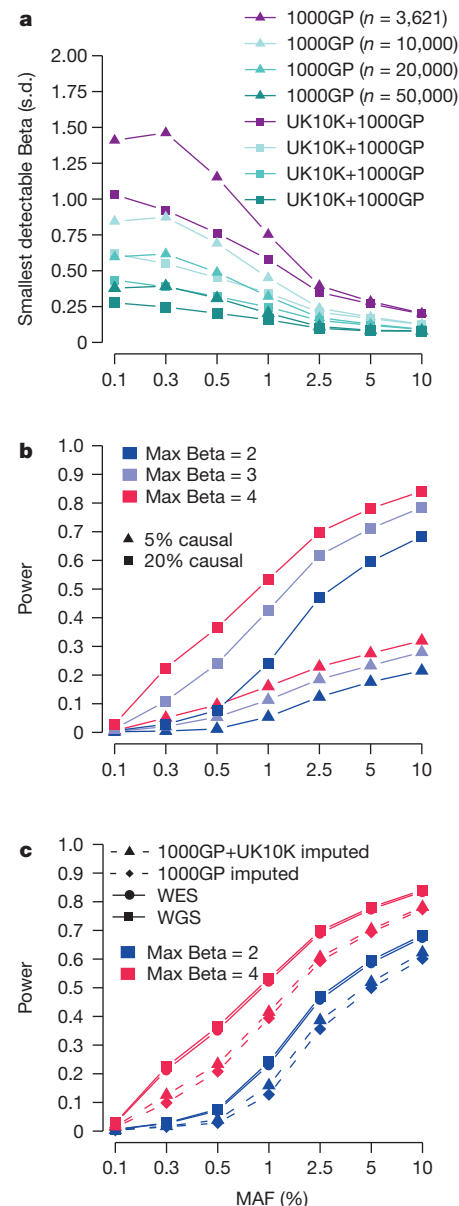 a
1000GP (n = 3,621)
1000GP (n = 10,000)
1000GP (n = 20,000)
1000GP (n = 50,000)
UK10K+1000GP
UK10K+1000GP
UK10K+1000GP
UK10K+1000GP
Smallest detectable Beta (s.d.)
2.00
1.75
1.50
1.25
1.00
0.75
0.50
0.25
0
0.1 0.3 0.5 1 2.5 5 10
b
Max Beta = 2
Max Beta = 3
Max Beta = 4
5% causal
20% causal
Power
1.0
0.9
0.8
0.7
0.6
0.5
0.4
0.3
0.2
0.1
0
0.1 0.3 0.5 1 2.5 5 10
c
1000GP+UK10K imputed
1000GP imputed
WES
WGS
Max Beta = 2
Max Beta = 4
Power
1.0
0.9
0.8
0.7
0.6
0.5
0.4
0.3
0.2
0.1
0
0.1 0.3 0.5 1 2.5 5 10
MAF (%)